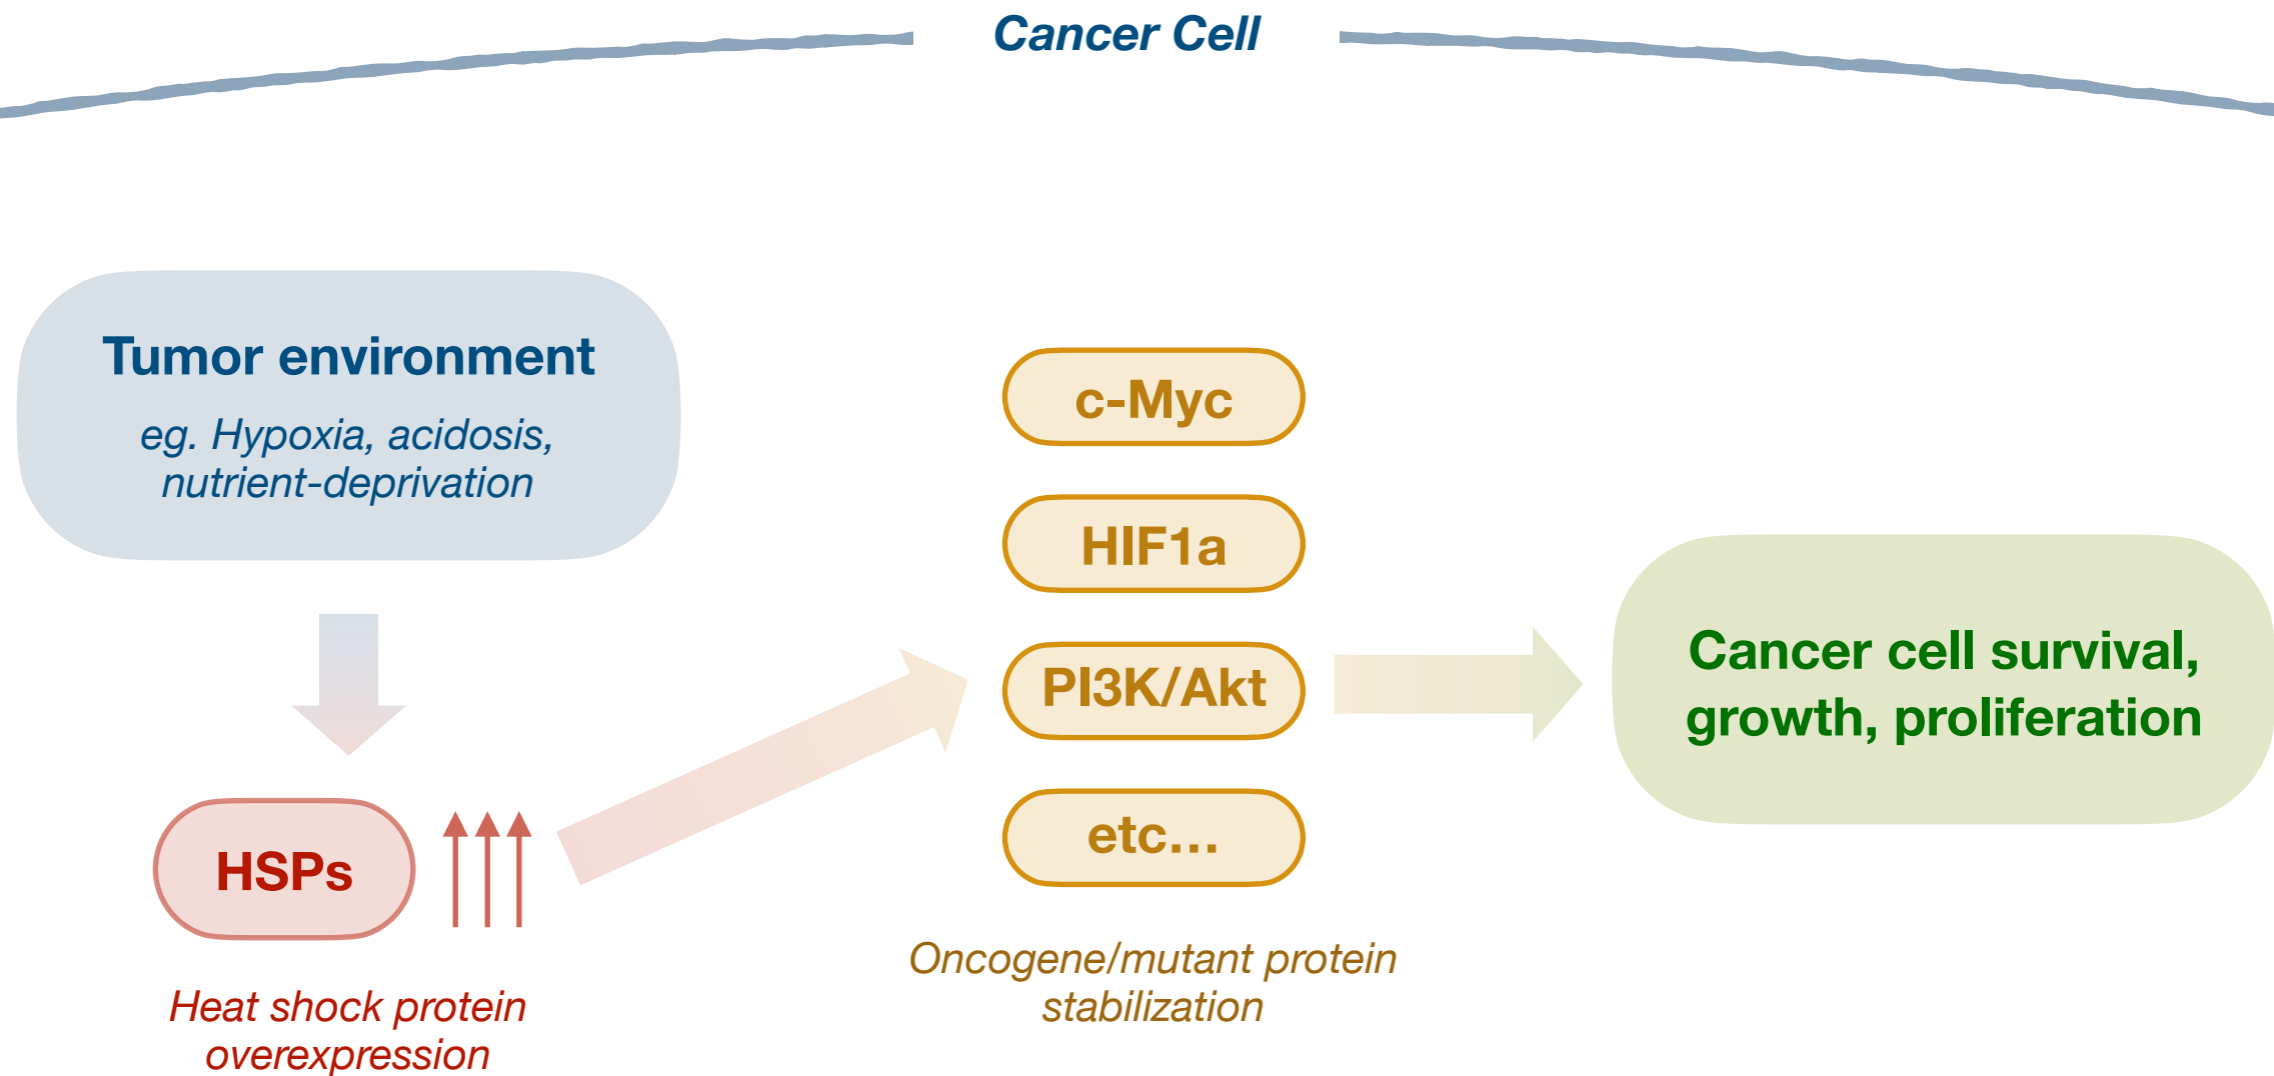 Cancer Cell
Tumor environment
eg. Hypoxia, acidosis,
nutrient-deprivation
HSPs
Heat shock protein
overexpression
c-Myc
HIF1a
PI3K/Akt
etc...
Oncogene/mutant protein
stabilization
Cancer cell survival,
growth, proliferation